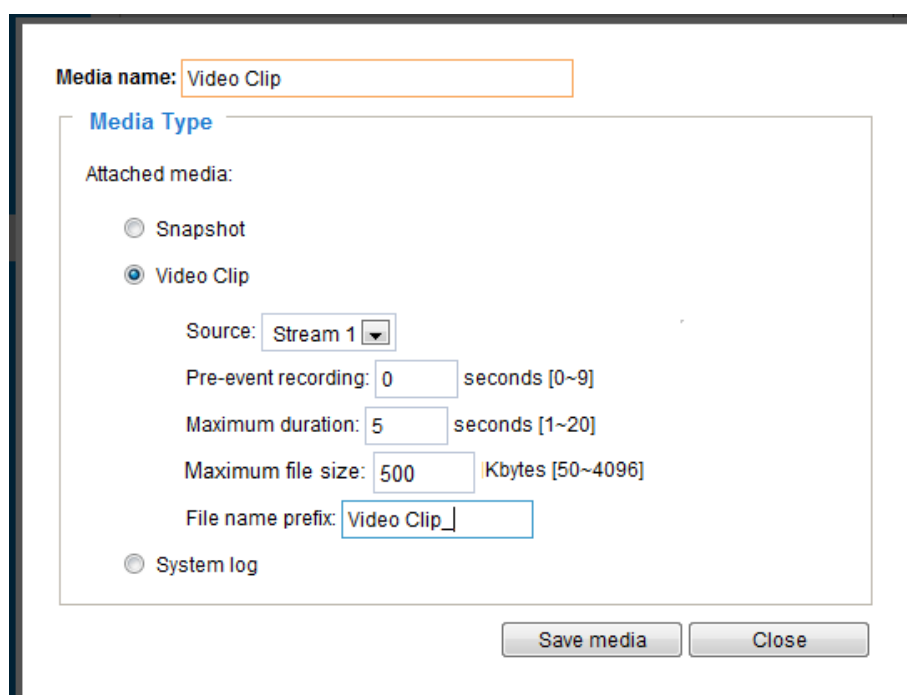 Media name: Video Clip
Media Type
Attached media:
Snapshot
Video Clip
Source: Stream 1
Pre-event recording: 0 seconds [0~9]
Maximum duration: 5 seconds [1~20]
Maximum file size: 500 Kbytes [50~4096]
File name prefix: Video Clip_
System log
Save media Close